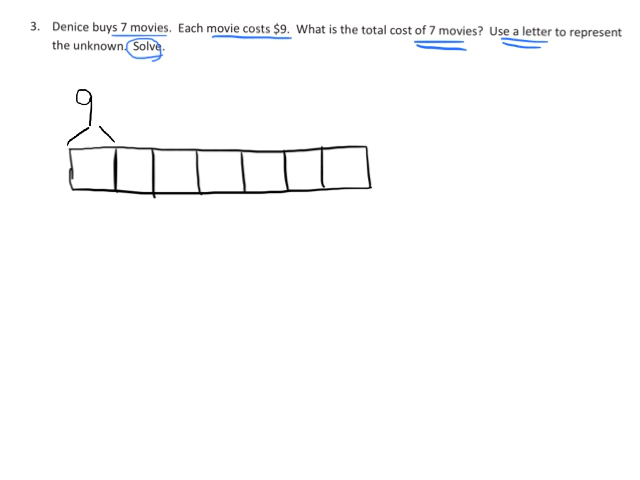 3. Denice buys 7 movies. Each movie costs $9. What is the total cost of 7 movies? Use a letter to represent
the unknown. Solve.
9